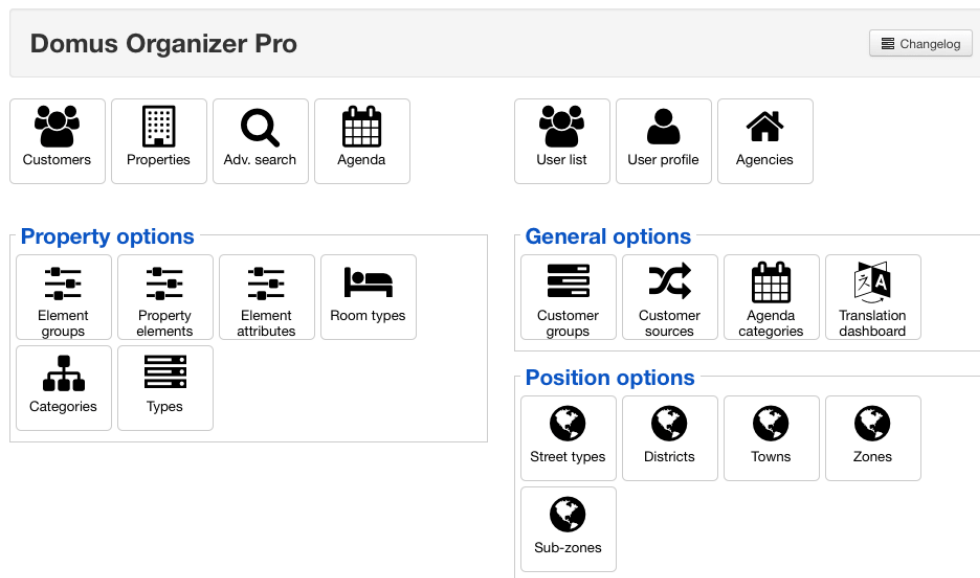 Domus Organizer Pro
Changelog
Customers
Properties
Adv. search
Agenda
User list
User profile
Agencies
Property options
Element
groups
Property
elements
Element
attributes
Room types
Categories
Types
General options
Customer
groups
Customer
sources
Agenda
categories
Translation
dashboard
A
Position options
Street types
Districts
Towns
Zones
Sub-zones